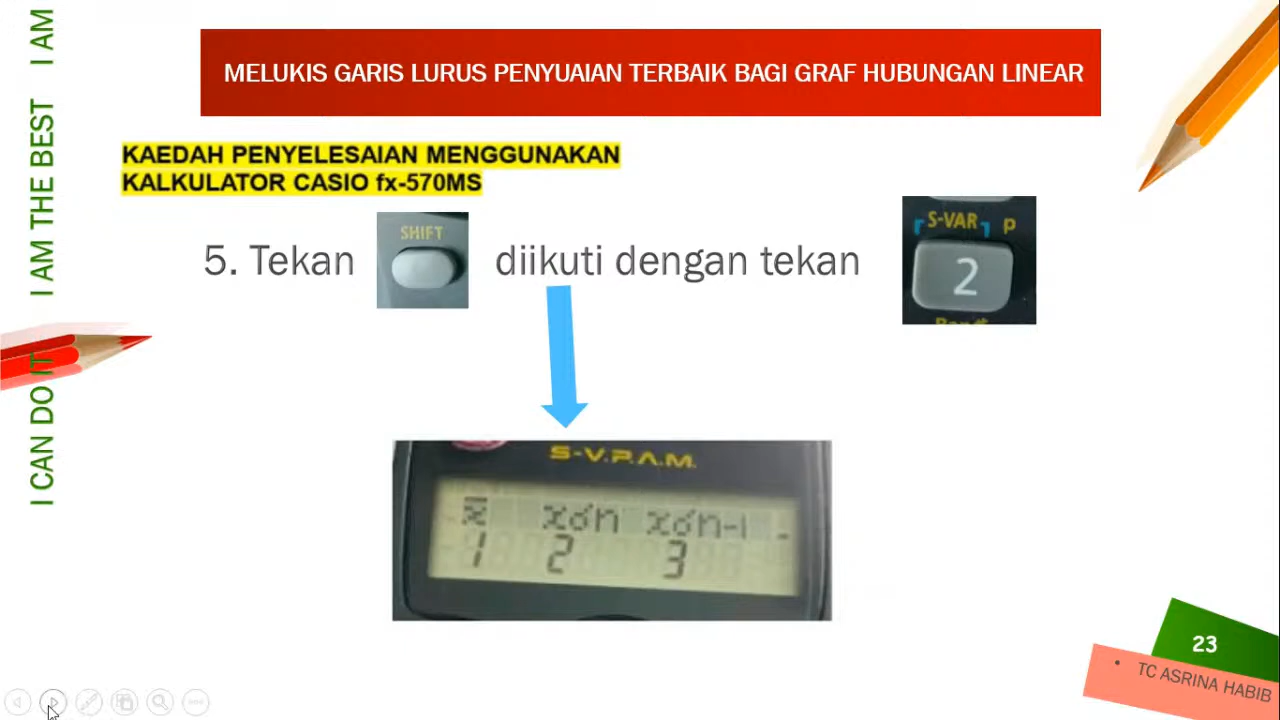 I CAN DO IT I AM THE BEST I AM
MELUKIS GARIS LURUS PENYUAIAN TERBAIK BAGI GRAF HUBUNGAN LINEAR
KAEDAH PENYELESAIAN MENGGUNAKAN
KALKULATOR CASIO fx-570MS
5. Tekan SHIFT diikuti dengan tekan S-VAR p 2
S-V.P.A.M.
x̄ xσn xσn-1
1 2 3
23
• TC ASRINA HABIB